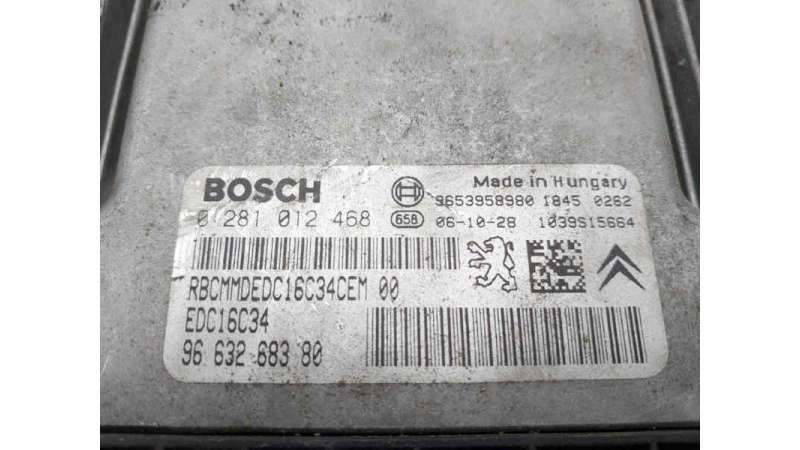 BOSCH
Made in Hungary
9653958980 1845 0262
0 281 012 468 658 06-10-28 1039S15664
RBCMMDEDC16C34CEM 00
EDC16C34
96 632 683 80